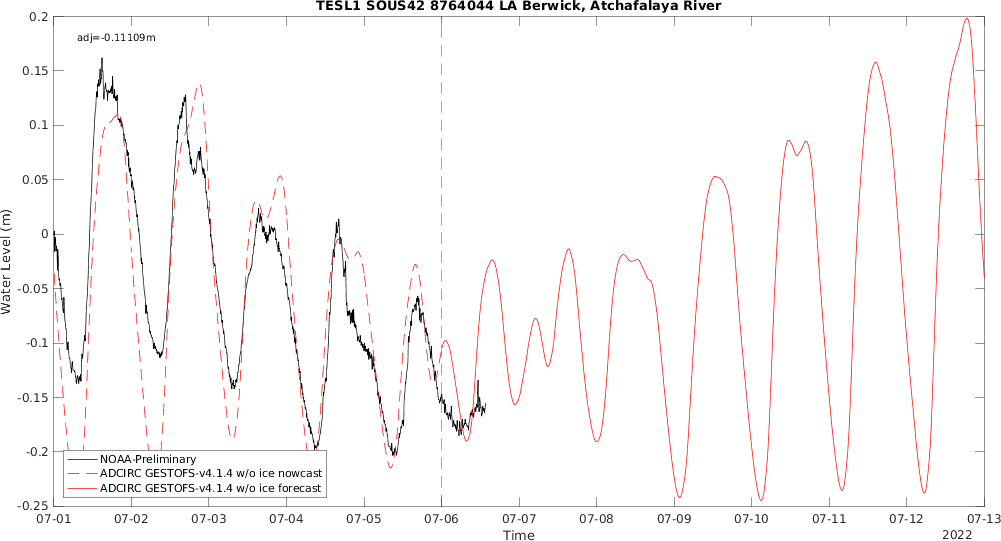 TESL1 SOUS42 8764044 LA Berwick, Atchafalaya River
adj=-0.11109m
0.2
0.15
0.1
0.05
0
-0.05
-0.1
-0.15
-0.2
-0.25
Water Level (m)
NOAA-Preliminary
ADCIRC GESTOFS-v4.1.4 w/o ice nowcast
ADCIRC GESTOFS-v4.1.4 w/o ice forecast
07-01 07-02 07-03 07-04 07-05 07-06 07-07 07-08 07-09 07-10 07-11 07-12 07-13
Time
2022